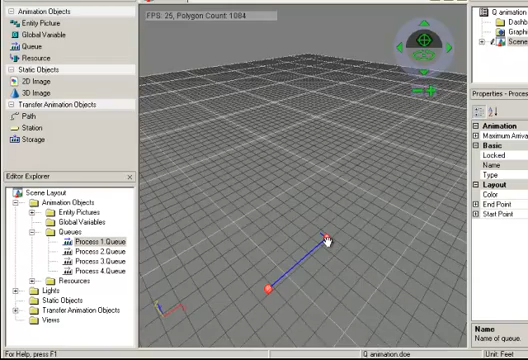 Animation Objects
Entity Picture
Global Variable
Queue
Resource
Static Objects
2D Image
3D Image
Transfer Animation Objects
Path
Station
Storage
Editor Explorer
Scene Layout
Animation Objects
Entity Pictures
Global Variables
Queues
Process 1.Queue
Process 2.Queue
Process 3.Queue
Process 4.Queue
Resources
Lights
Static Objects
Transfer Animation Objects
Views
For Help, press F1
FPS: 25, Polygon Count: 1084
Q animation
Dashb
Graphi
Scene
Properties - Proces
Animation
Maximum Arriva
Basic
Locked
Name
Type
Layout
Color
End Point
Start Point
Name
Name of queue.
Q animation.doe
Unit: Feet